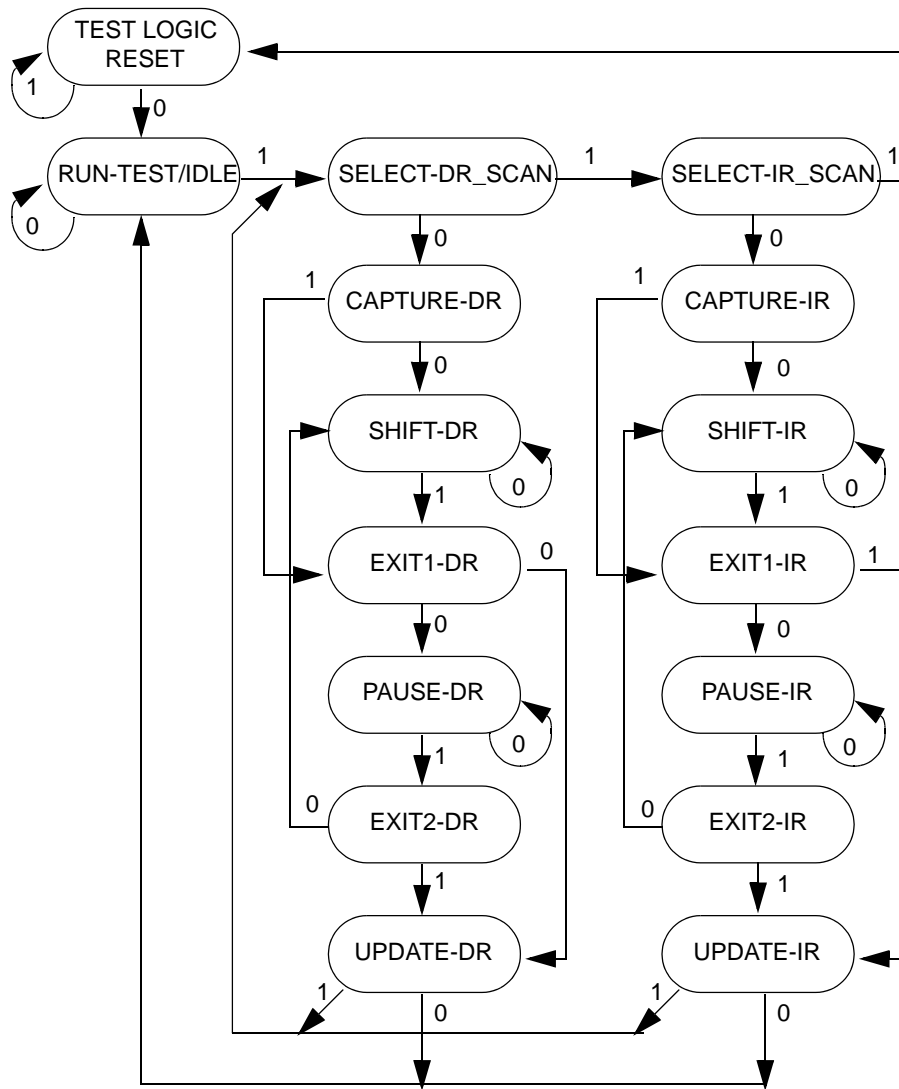 TEST LOGIC
RESET
1
0
RUN-TEST/IDLE
1
SELECT-DR_SCAN
1
SELECT-IR_SCAN
1
0
0
0
1
CAPTURE-DR
1
CAPTURE-IR
0
0
SHIFT-DR
0
SHIFT-IR
0
1
1
EXIT1-DR
0
EXIT1-IR
1
0
0
PAUSE-DR
0
PAUSE-IR
0
1
1
0
EXIT2-DR
0
EXIT2-IR
1
1
UPDATE-DR
UPDATE-IR
1
0
1
0